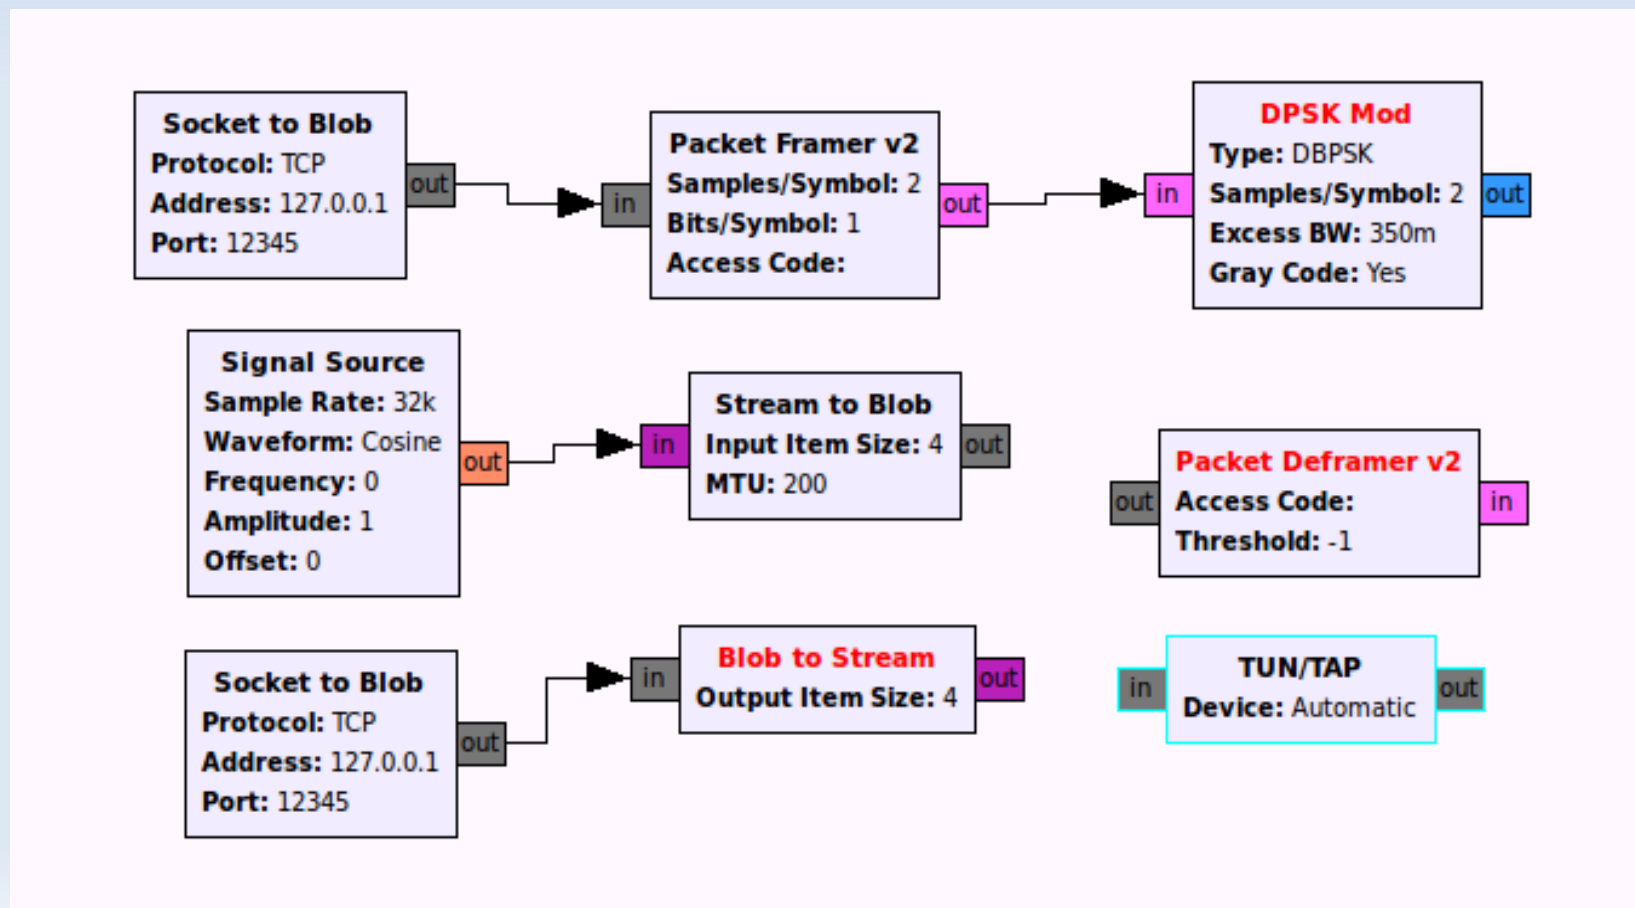 Socket to Blob
Protocol: TCP
Address: 127.0.0.1
Port: 12345
out
in
Packet Framer v2
Samples/Symbol: 2
Bits/Symbol: 1
Access Code:
out
in
DPSK Mod
Type: DBPSK
Samples/Symbol: 2
Excess BW: 350m
Gray Code: Yes
out
Signal Source
Sample Rate: 32k
Waveform: Cosine
Frequency: 0
Amplitude: 1
Offset: 0
out
in
Stream to Blob
Input Item Size: 4
MTU: 200
out
out
Packet Deframer v2
Access Code:
Threshold: -1
in
Socket to Blob
Protocol: TCP
Address: 127.0.0.1
Port: 12345
out
in
Blob to Stream
Output Item Size: 4
out
in
TUN/TAP
Device: Automatic
out